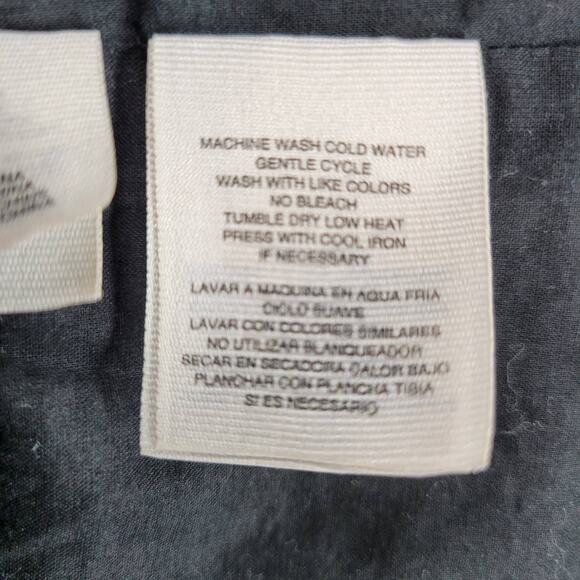 MACHINE WASH COLD WATER
GENTLE CYCLE
WASH WITH LIKE COLORS
NO BLEACH
TUMBLE DRY LOW HEAT
PRESS WITH COOL IRON
IF NECESSARY
LAVAR A MAQUINA EN AGUA FRIA
CICLO SUAVE
LAVAR CON COLORES SIMILARES
NO UTILIZAR BLANQUEADOR
SECAR EN SECADORA CALOR BAJO
PLANCHAR CON PLANCHA TIBIA
SI ES NECESARIO